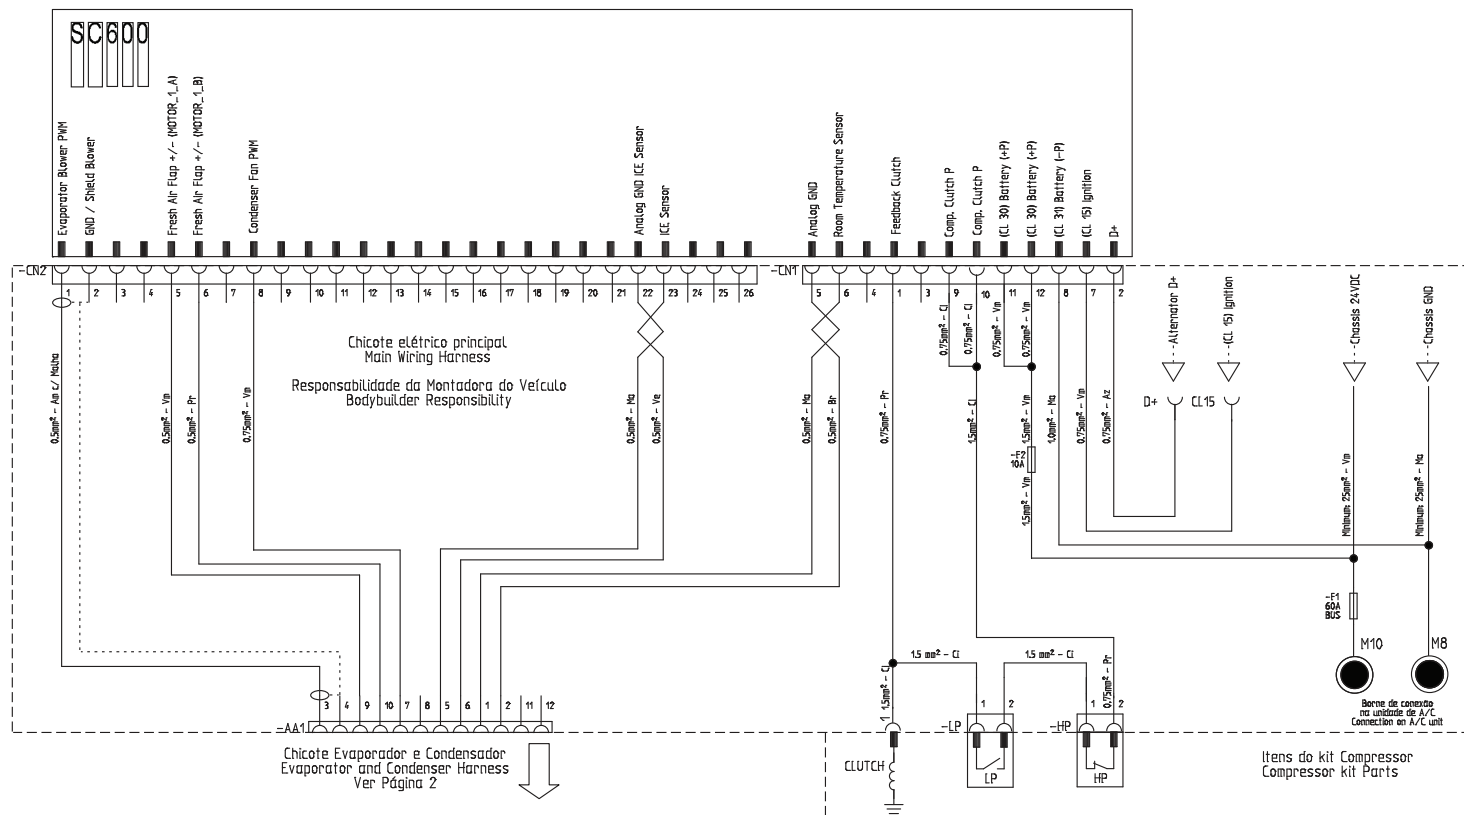 SC600
Evaporator Blower PWM
GND / Shield Blower
Fresh Air Flap +/- (MOTOR_1_A)
Fresh Air Flap +/- (MOTOR_1_B)
Condenser Fan PWM
Analog GND ICE Sensor
ICE Sensor
Analog GND
Room Temperature Sensor
Feedback Clutch
Comp. Clutch P
Comp. Clutch P
(CL 30) Battery (+P)
(CL 30) Battery (+P)
(CL 31) Battery (-P)
(CL 15) Ignition
D+
-CN2
1 2 3 4 5 6 7 8 9 10 11 12 13 14 15 16 17 18 19 20 21 22 23 24 25 26
-CN1
5 6 4 1 3 9 10 11 12 8 7 2
Alternator D+
(CL 15) Ignition
Chassis 24VDC
Chassis GND
Chicote elétrico principal
Main Wiring Harness
Responsabilidade da Montadora do Veículo
Bodybuilder Responsibility
0,5mm² - Am c/ Malha
0,5mm² - Vm
0,5mm² - Pr
0,75mm² - Vm
0,5mm² - Ma
0,5mm² - Ve
0,5mm² - Ma
0,5mm² - Br
0,75mm² - Pr
0,75mm² - Ci
0,75mm² - Ci
0,75mm² - Vm
0,75mm² - Vm
1,5mm² - Ci
1,5mm² - Vm
1,0mm² - Ma
0,75mm² - Vm
0,75mm² - Az
D+
CL15
-F2
10A
1,5mm² - Vm
Minimum: 25mm² - Vm
Minimum: 25mm² - Ma
-F1
60A
BUS
M10
M8
Borne de conexão
na unidade de A/C
Connection on A/C unit
1.5 mm² - Ci
1.5 mm² - Ci
1,5mm² - Ci
0,75mm² - Pr
3 4 9 10 7 8 5 6 1 2 11 12
-AA1
1
1 2
1 2
-LP
-HP
Chicote Evaporador e Condensador
Evaporator and Condenser Harness
Ver Página 2
CLUTCH
LP
HP
Itens do kit Compressor
Compressor kit Parts